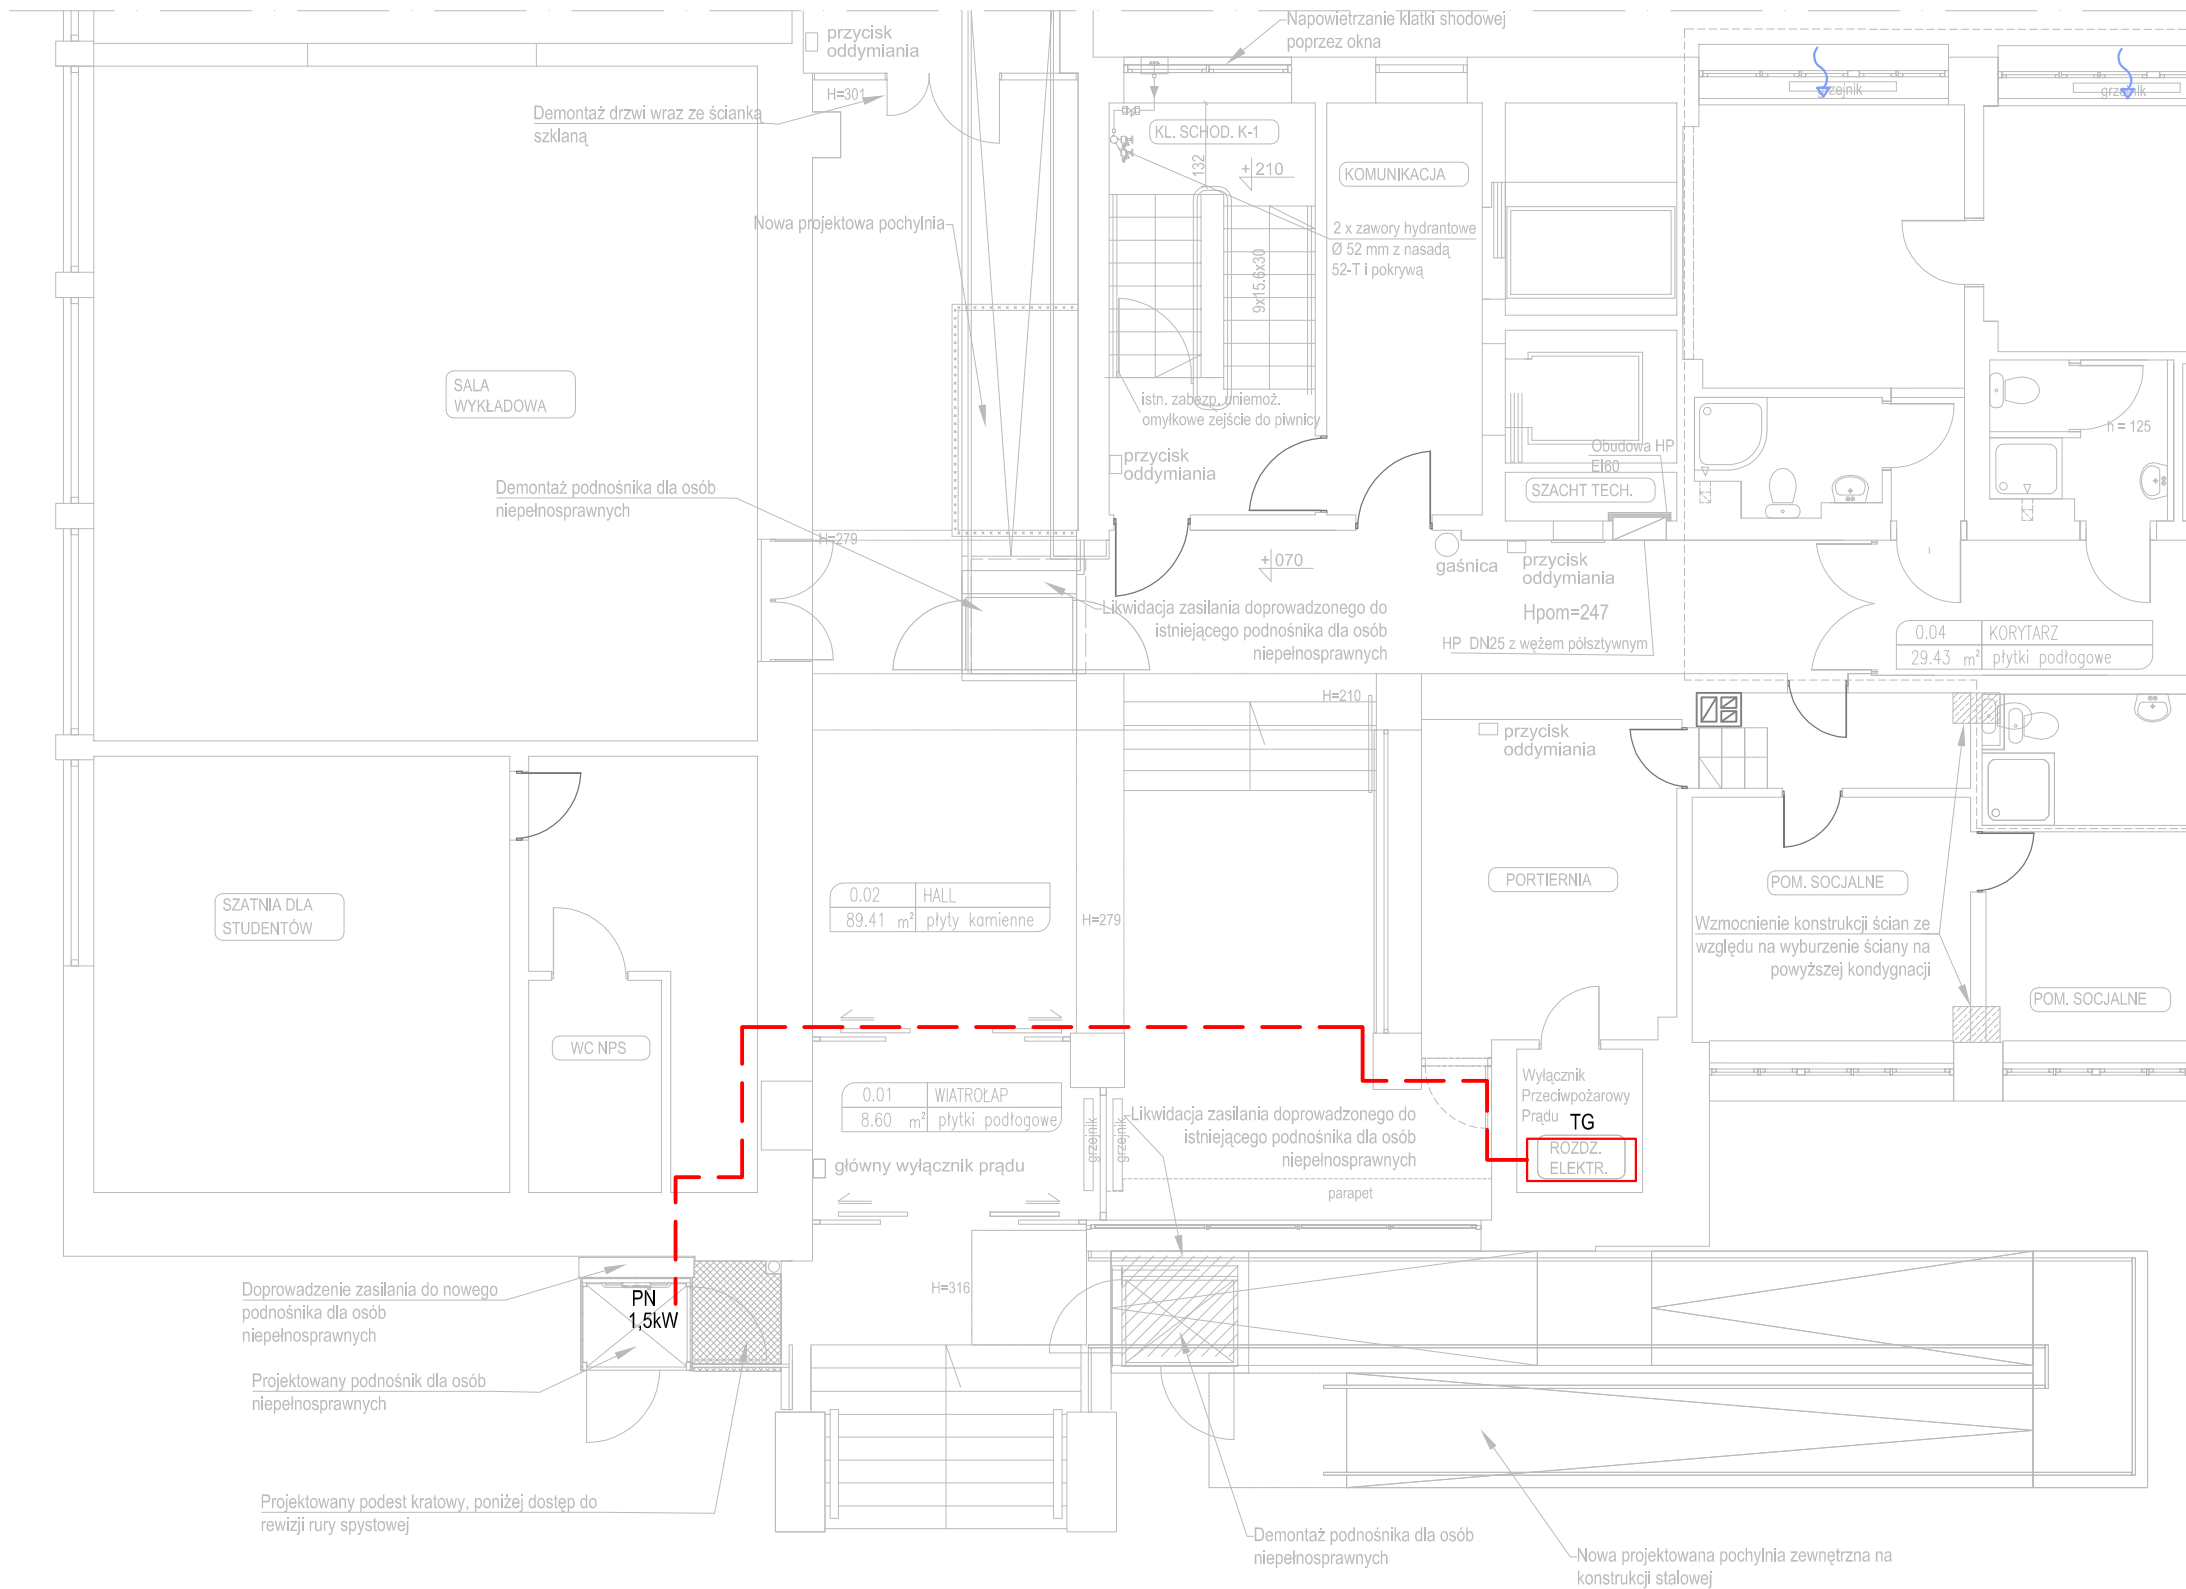 Napowietrzanie klatki shodowej
poprzez okna
przycisk
oddymiania
H=301
Demontaż drzwi wraz ze ścianką
szklaną
KL. SCHOD. K-1
132
+210
KOMUNIKACJA
grzejnik
grzejnik
Nowa projektowa pochylnia
2 x zawory hydrantowe
Ø 52 mm z nasadą
52-T i pokrywą
9x15.6x30
SALA
WYKŁADOWA
istn. zabezp. uniemoż.
omyłkowe zejście do piwnicy
h = 125
Obudowa HP
EI60
przycisk
oddymiania
SZACHT TECH.
Demontaż podnośnika dla osób
niepełnosprawnych
H=279
+070
gaśnica
przycisk
oddymiania
Likwidacja zasilania doprowadzonego do
istniejącego podnośnika dla osób
niepełnosprawnych
Hpom=247
HP DN25 z wężem półsztywnym
0.04 KORYTARZ
29.43 m² płytki podłogowe
H=210
przycisk
oddymiania
SZATNIA DLA
STUDENTÓW
0.02 HALL
89.41 m² płyty kamienne
H=279
PORTIERNIA
POM. SOCJALNE
Wzmocnienie konstrukcji ścian ze
względu na wyburzenie ściany na
powyższej kondygnacji
POM. SOCJALNE
WC NPS
0.01 WIATROŁAP
8.60 m² płytki podłogowe
grzejnik
grzejnik
Likwidacja zasilania doprowadzonego do
istniejącego podnośnika dla osób
niepełnosprawnych
Wyłącznik
Przeciwpożarowy
Prądu
TG
ROZDZ.
ELEKTR.
główny wyłącznik prądu
parapet
Doprowadzenie zasilania do nowego
podnośnika dla osób
niepełnosprawnych
PN
1,5kW
H=316
Projektowany podnośnik dla osób
niepełnosprawnych
Projektowany podest kratowy, poniżej dostęp do
rewizji rury spystowej
Demontaż podnośnika dla osób
niepełnosprawnych
Nowa projektowana pochylnia zewnętrzna na
konstrukcji stalowej